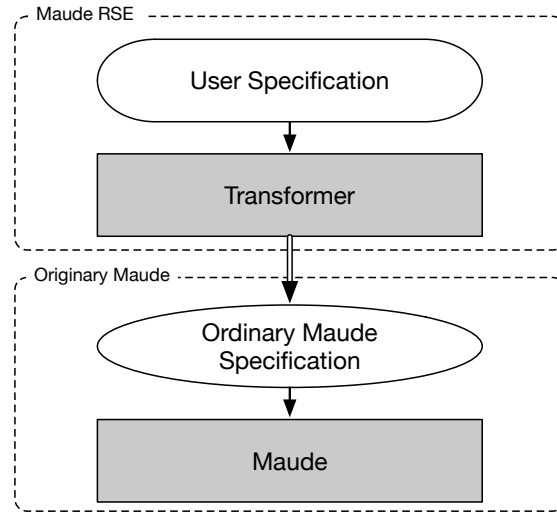 Maude RSE
User Specification
Transformer
Originary Maude
Ordinary Maude
Specification
Maude